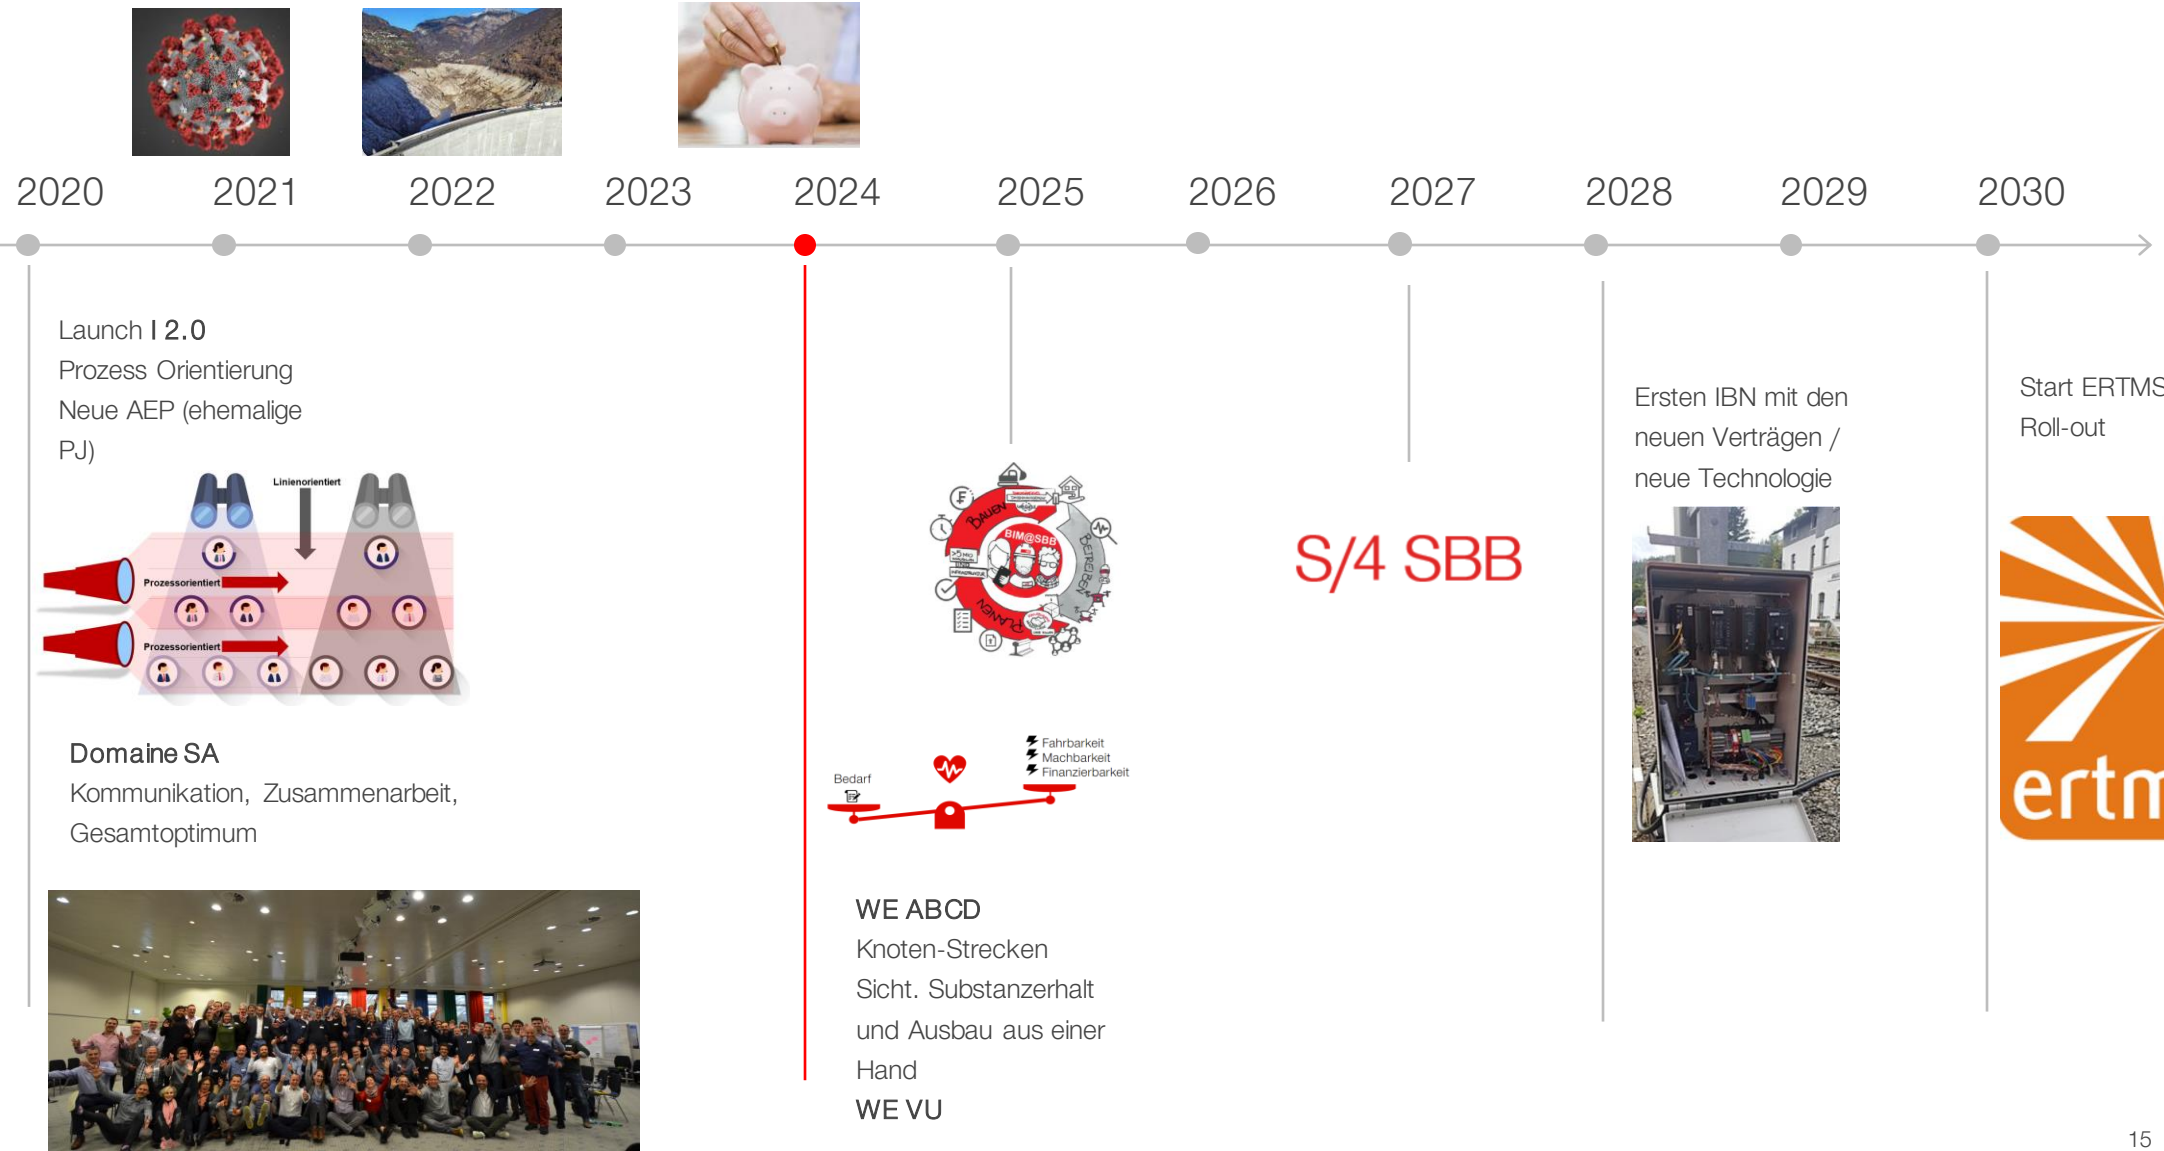 2020
2021
2022
2023
2024
2025
2026
2027
2028
2029
2030
Launch I 2.0
Prozess Orientierung
Neue AEP (ehemalige
PJ)
Linienorientiert
Prozessorientiert
Prozessorientiert
Domaine SA
Kommunikation, Zusammenarbeit,
Gesamtoptimum
BAUEN
BETREIBEN
PLANEN
BIM@SBB
Bedarf
Fahrbarkeit
Machbarkeit
Finanzierbarkeit
WE ABCD
Knoten-Strecken
Sicht. Substanzerhalt
und Ausbau aus einer
Hand
WE VU
S/4 SBB
Ersten IBN mit den
neuen Verträgen /
neue Technologie
Start ERTMS
Roll-out
ertm
15